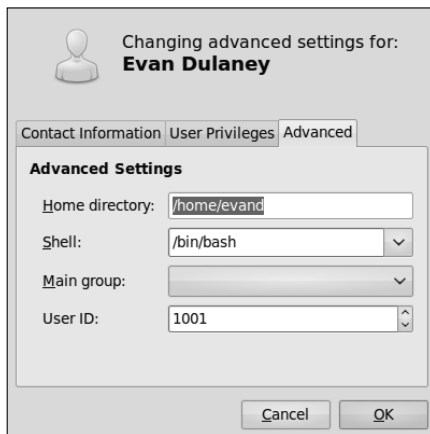 Changing advanced settings for:
Evan Dulaney
Contact Information User Privileges Advanced
Advanced Settings
Home directory: /home/evand
Shell: /bin/bash
Main group:
User ID: 1001
Cancel OK